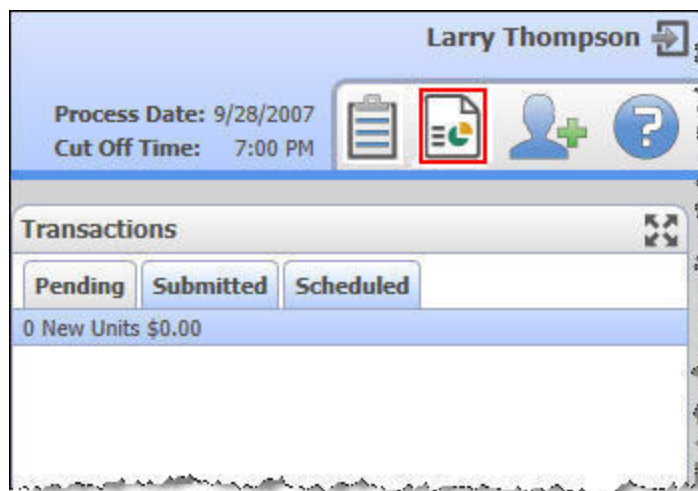 Larry Thompson
Process Date: 9/28/2007
Cut Off Time: 7:00 PM
?
Transactions
Pending Submitted Scheduled
0 New Units $0.00